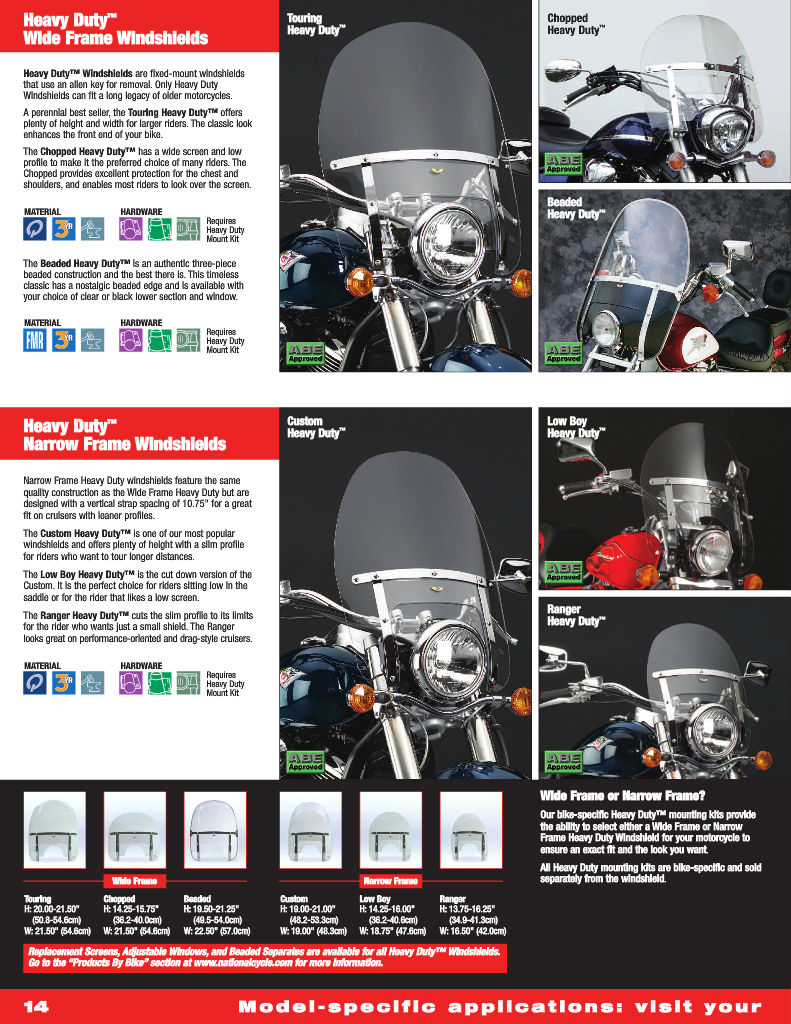 Heavy Duty™
Wide Frame Windshields
Heavy Duty™ Windshields are fixed-mount windshields
that use an allen key for removal. Only Heavy Duty
Windshields can fit a long legacy of older motorcycles.
A perennial best seller, the Touring Heavy Duty™ offers
plenty of height and width for larger riders. The classic look
enhances the front end of your bike.
The Chopped Heavy Duty™ has a wide screen and low
profile to make it the preferred choice of many riders. The
Chopped provides excellent protection for the chest and
shoulders, and enables most riders to look over the screen.
MATERIAL
HARDWARE
3YR
Requires
Heavy Duty
Mount Kit
The Beaded Heavy Duty™ is an authentic three-piece
beaded construction and the best there is. This timeless
classic has a nostalgic beaded edge and is available with
your choice of clear or black lower section and window.
MATERIAL
HARDWARE
FMR
3YR
Requires
Heavy Duty
Mount Kit
Touring
Heavy Duty™
ABE
Approved
Chopped
Heavy Duty™
ABE
Approved
Beaded
Heavy Duty™
ABE
Approved
Heavy Duty™
Narrow Frame Windshields
Narrow Frame Heavy Duty windshields feature the same
quality construction as the Wide Frame Heavy Duty but are
designed with a vertical strap spacing of 10.75" for a great
fit on cruisers with leaner profiles.
The Custom Heavy Duty™ is one of our most popular
windshields and offers plenty of height with a slim profile
for riders who want to tour longer distances.
The Low Boy Heavy Duty™ is the cut down version of the
Custom. It is the perfect choice for riders sitting low in the
saddle or for the rider that likes a low screen.
The Ranger Heavy Duty™ cuts the slim profile to its limits
for the rider who wants just a small shield. The Ranger
looks great on performance-oriented and drag-style cruisers.
MATERIAL
HARDWARE
3YR
Requires
Heavy Duty
Mount Kit
Custom
Heavy Duty™
ABE
Approved
Low Boy
Heavy Duty™
ABE
Approved
Ranger
Heavy Duty™
ABE
Approved
Wide Frame
Touring
H: 20.00-21.50"
(50.8-54.6cm)
W: 21.50" (54.6cm)
Chopped
H: 14.25-15.75"
(36.2-40.0cm)
W: 21.50" (54.6cm)
Beaded
H: 19.50-21.25"
(49.5-54.0cm)
W: 22.50" (57.0cm)
Narrow Frame
Custom
H: 19.00-21.00"
(48.2-53.3cm)
W: 19.00" (48.3cm)
Low Boy
H: 14.25-16.00"
(36.2-40.6cm)
W: 18.75" (47.6cm)
Ranger
H: 13.75-16.25"
(34.9-41.3cm)
W: 16.50" (42.0cm)
Replacement Screens, Adjustable Windows, and Beaded Separates are available for all Heavy Duty™ Windshields.
Go to the "Products By Bike" section at www.nationalcycle.com for more information.
Wide Frame or Narrow Frame?
Our bike-specific Heavy Duty™ mounting kits provide
the ability to select either a Wide Frame or Narrow
Frame Heavy Duty Windshield for your motorcycle to
ensure an exact fit and the look you want.
All Heavy Duty mounting kits are bike-specific and sold
separately from the windshield.
14
Model-specific applications: visit your